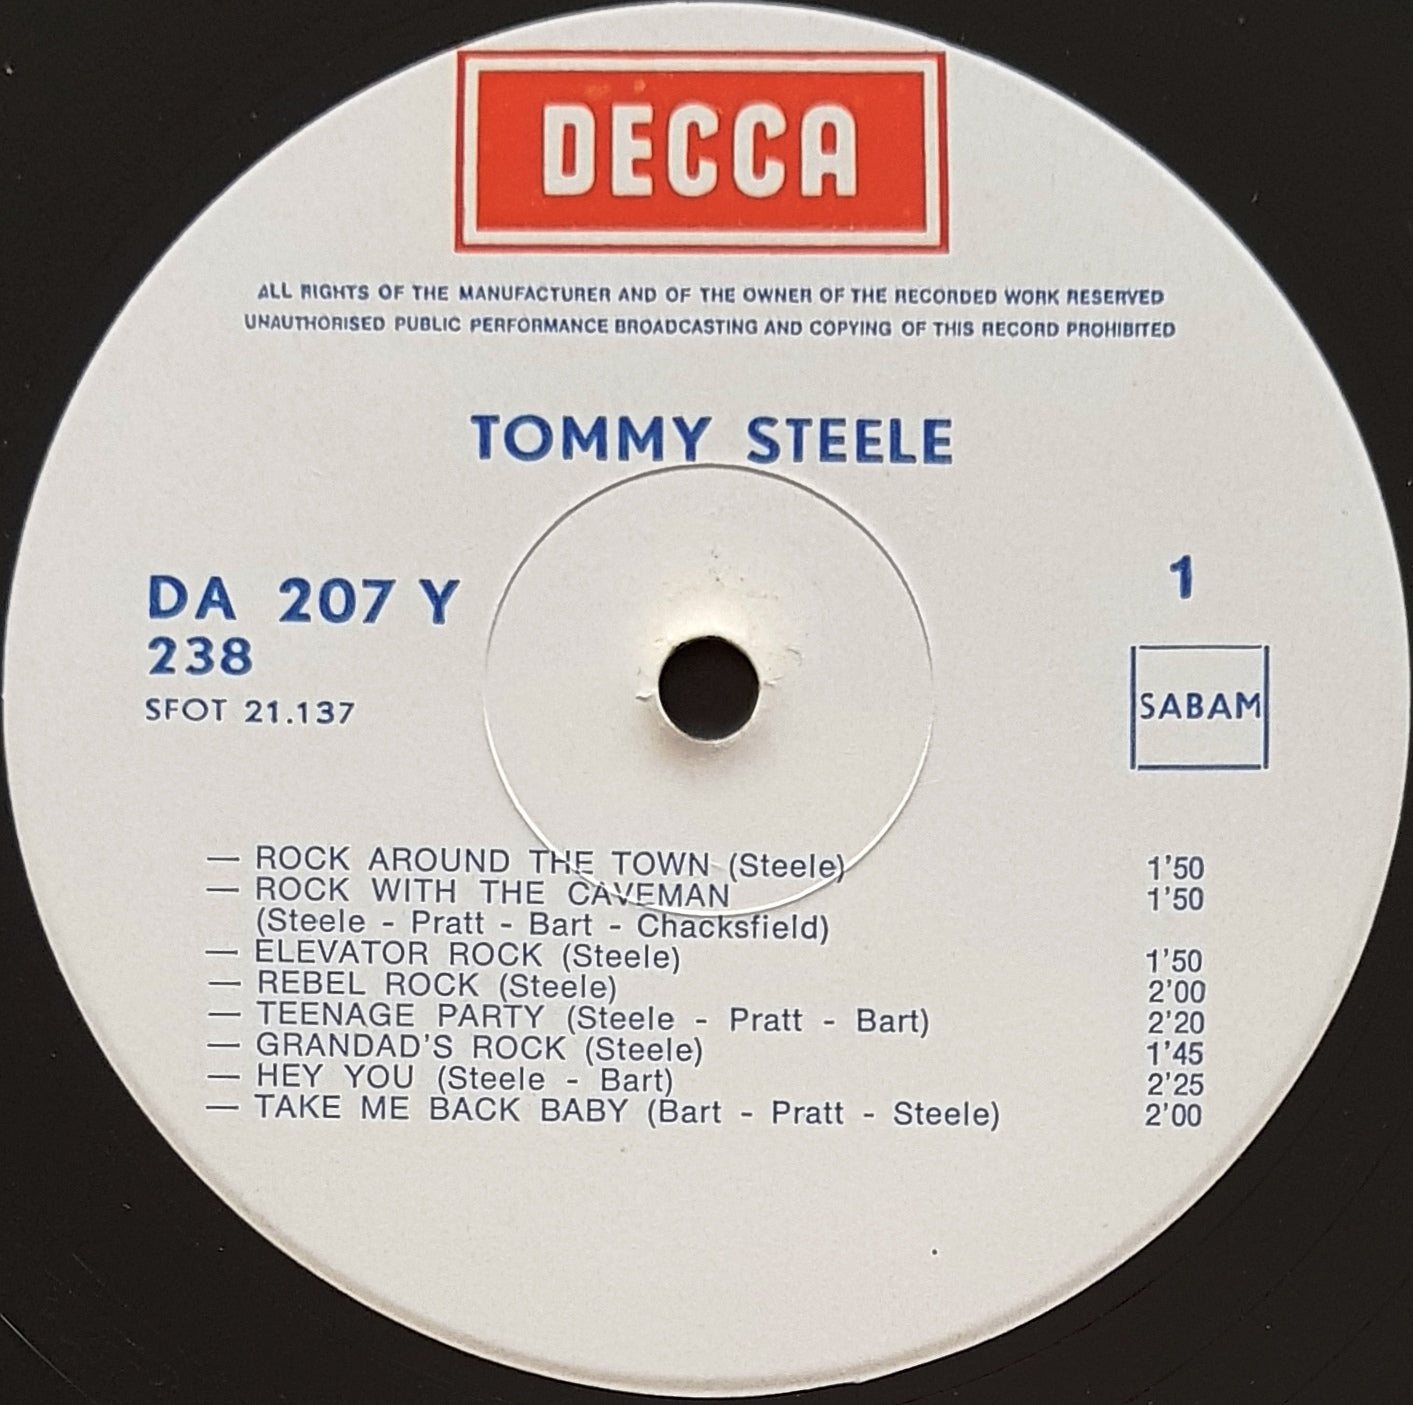 DECCA
ALL RIGHTS OF THE MANUFACTURER AND OF THE OWNER OF THE RECORDED WORK RESERVED
UNAUTHORISED PUBLIC PERFORMANCE BROADCASTING AND COPYING OF THIS RECORD PROHIBITED
TOMMY STEELE
DA 207 Y
238
SFOT 21.137
1
SABAM
— ROCK AROUND THE TOWN (Steele) 1'50
— ROCK WITH THE CAVEMAN 1'50
(Steele - Pratt - Bart - Chacksfield)
— ELEVATOR ROCK (Steele) 1'50
— REBEL ROCK (Steele) 2'00
— TEENAGE PARTY (Steele - Pratt - Bart) 2'20
— GRANDAD'S ROCK (Steele) 1'45
— HEY YOU (Steele - Bart) 2'25
— TAKE ME BACK BABY (Bart - Pratt - Steele) 2'00